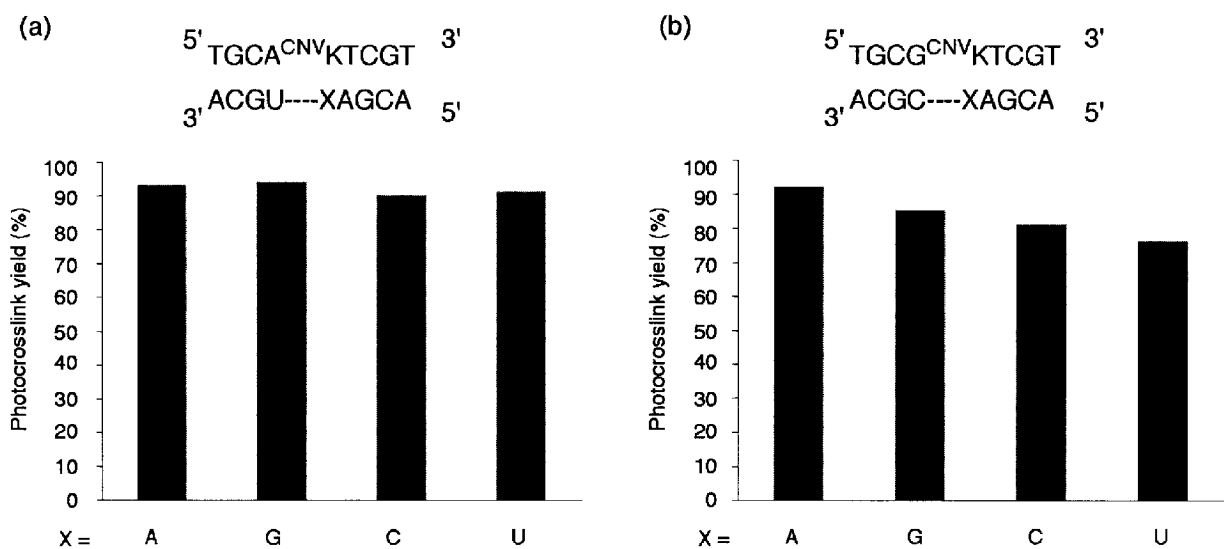 (a)
5' TGCA^CNVKTCGT 3'
3' ACGU----XAGCA 5'
Photocrosslink yield (%)
100
90
80
70
60
50
40
30
20
10
0
X = A G C U
(b)
5' TGCG^CNVKTCGT 3'
3' ACGC----XAGCA 5'
Photocrosslink yield (%)
100
90
80
70
60
50
40
30
20
10
0
X = A G C U